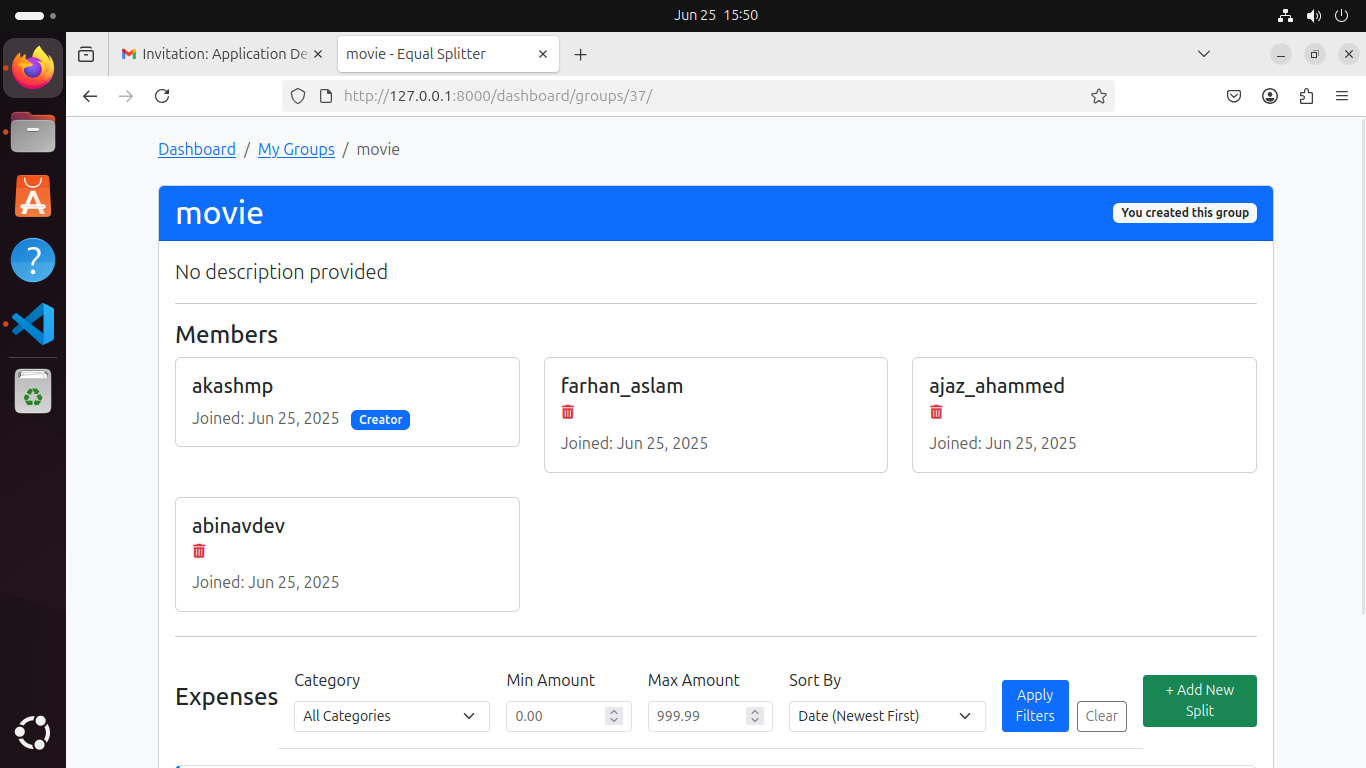 Jun 25 15:50
Invitation: Application De
movie - Equal Splitter
http://127.0.0.1:8000/dashboard/groups/37/
Dashboard / My Groups / movie
movie
You created this group
No description provided
Members
akashmp
Joined: Jun 25, 2025 Creator
farhan_aslam
Joined: Jun 25, 2025
ajaz_ahammed
Joined: Jun 25, 2025
abinavdev
Joined: Jun 25, 2025
Expenses
Category
All Categories
Min Amount
0.00
Max Amount
999.99
Sort By
Date (Newest First)
Apply
Filters
Clear
+ Add New
Split